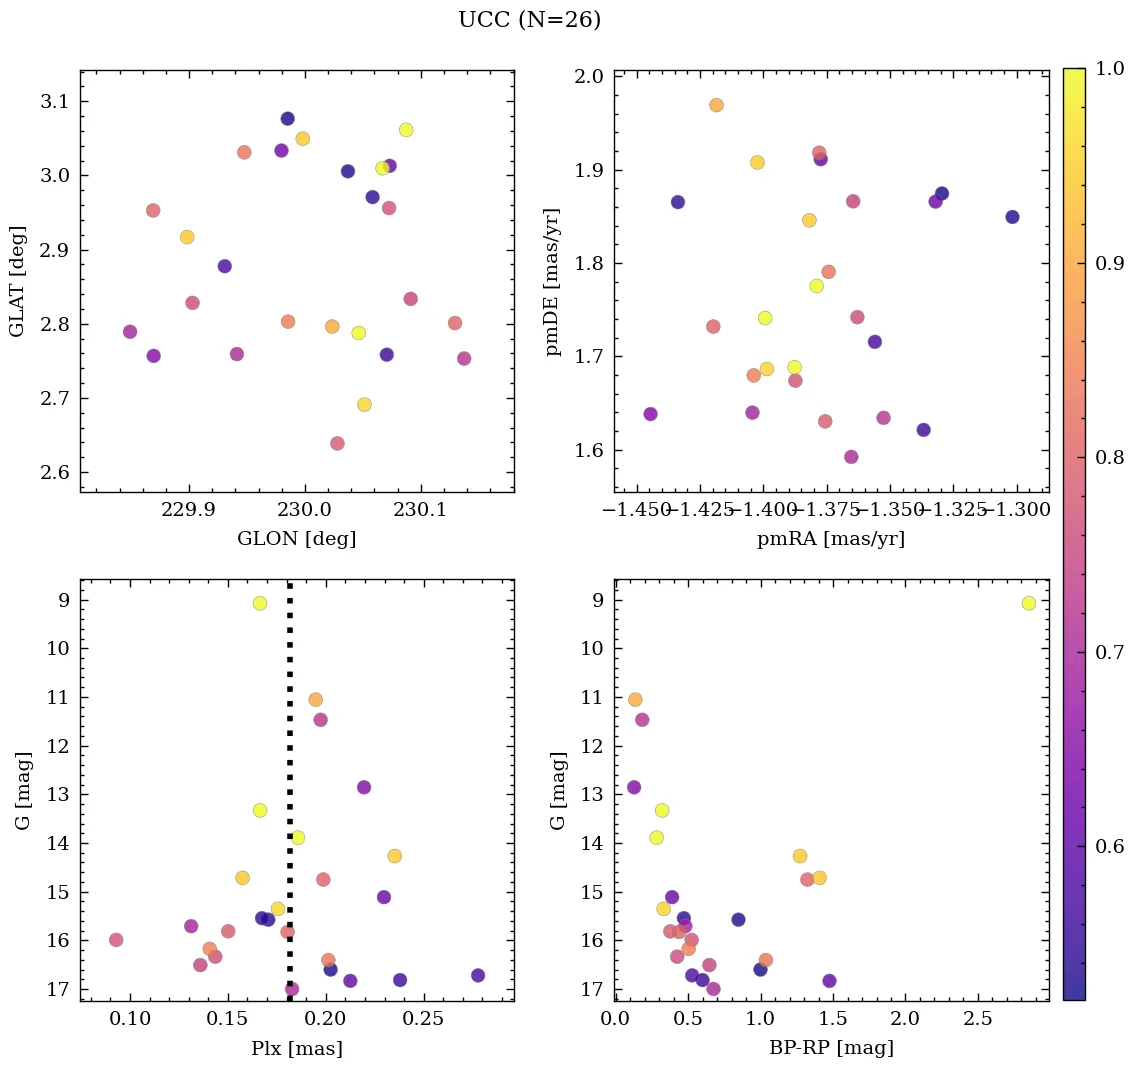 UCC (N=26)
3.1
3.0
2.9
2.8
2.7
2.6
GLAT [deg]
229.9 230.0 230.1
GLON [deg]
2.0
1.9
1.8
1.7
1.6
pmDE [mas/yr]
−1.450 −1.425 −1.400 −1.375 −1.350 −1.325 −1.300
pmRA [mas/yr]
9
10
11
12
13
14
15
16
17
G [mag]
0.10 0.15 0.20 0.25
Plx [mas]
9
10
11
12
13
14
15
16
17
G [mag]
0.0 0.5 1.0 1.5 2.0 2.5
BP-RP [mag]
1.0
0.9
0.8
0.7
0.6